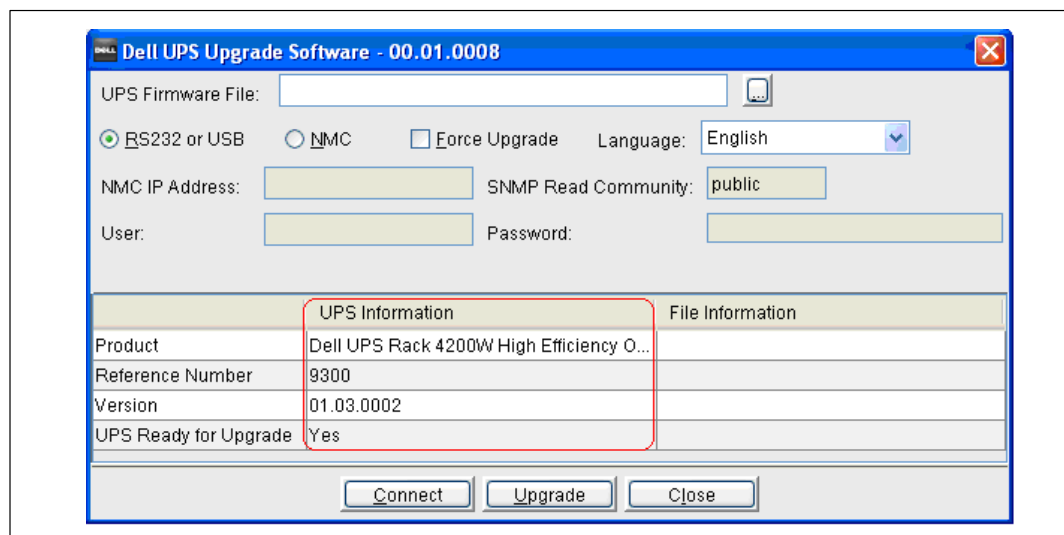 DELL Dell UPS Upgrade Software - 00.01.0008
UPS Firmware File: ...
RS232 or USB NMC Force Upgrade Language: English
NMC IP Address: SNMP Read Community: public
User: Password:
UPS Information File Information
Product Dell UPS Rack 4200W High Efficiency O...
Reference Number 9300
Version 01.03.0002
UPS Ready for Upgrade Yes
Connect Upgrade Close